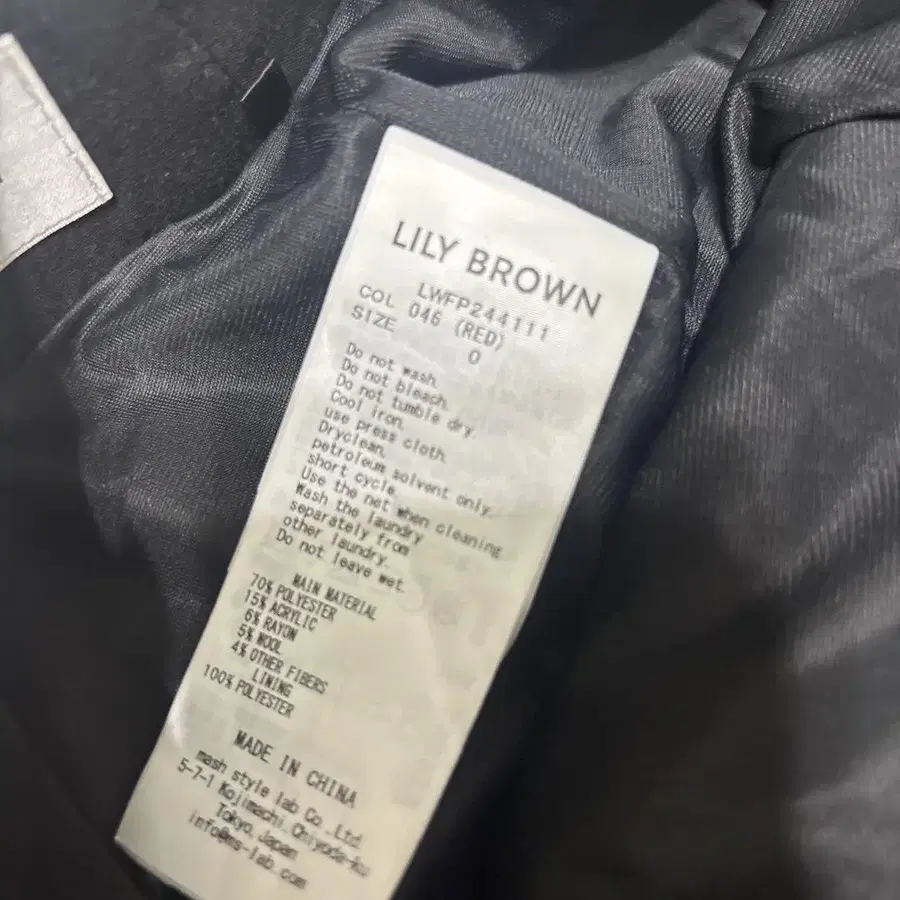 LILY BROWN
LWFP244111
COL 046 (RED)
SIZE 0
Do not wash.
Do not bleach.
Do not tumble dry.
Cool iron.
use press cloth.
Dryclean,
petroleum solvent only.
short cycle.
Use the net when cleaning.
Wash the laundry
separately from
other laundry.
Do not leave wet.
MAIN MATERIAL
70% POLYESTER
15% ACRYLIC
6% RAYON
5% WOOL
4% OTHER FIBERS
LINING
100% POLYESTER
MADE IN CHINA
mash style lab Co.,Ltd.
5-7-1 Kojimachi,Chiyoda-ku
Tokyo,Japan
info@ms-lab.com